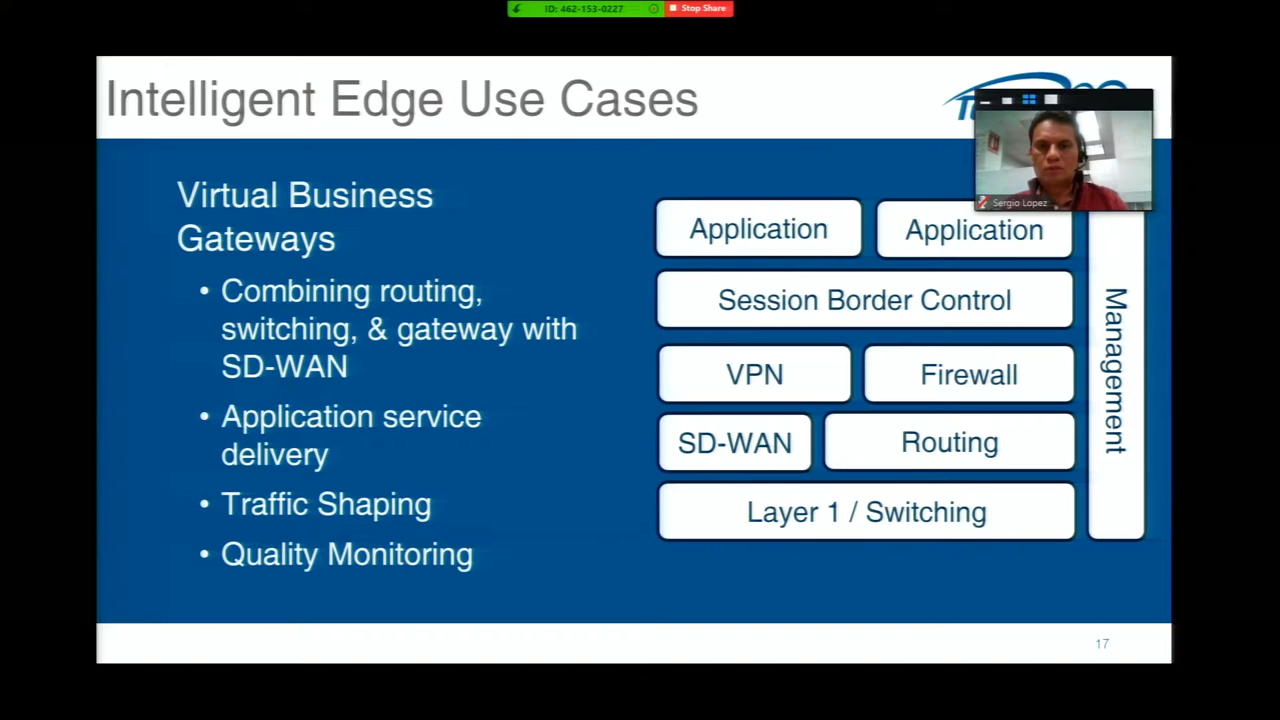 ID: 462-153-0227
Stop Share
Intelligent Edge Use Cases
Sergio Lopez
Virtual Business
Gateways
• Combining routing,
switching, & gateway with
SD-WAN
• Application service
delivery
• Traffic Shaping
• Quality Monitoring
Application
Application
Session Border Control
VPN
Firewall
SD-WAN
Routing
Layer 1 / Switching
Management
17